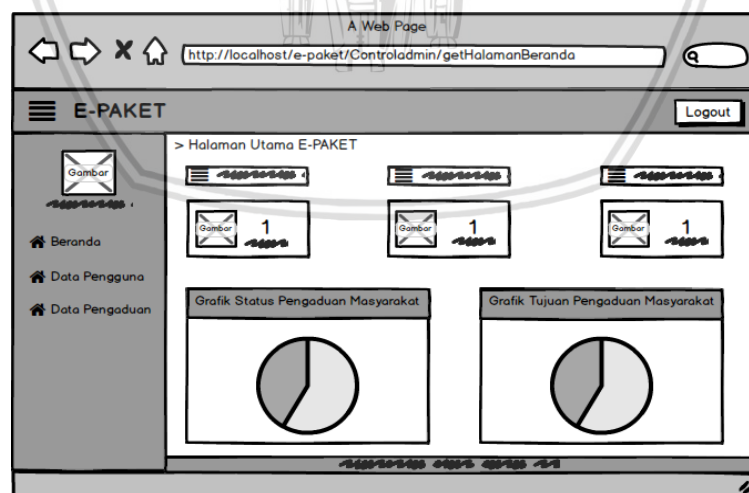 A Web Page
http://localhost/e-paket/Controladmin/getHalamanBeranda
E-PAKET
Logout
Gambar
Beranda
Data Pengguna
Data Pengaduan
> Halaman Utama E-PAKET
Gambar 1
Gambar 1
Gambar 1
Grafik Status Pengaduan Masyarakat
Grafik Tujuan Pengaduan Masyarakat